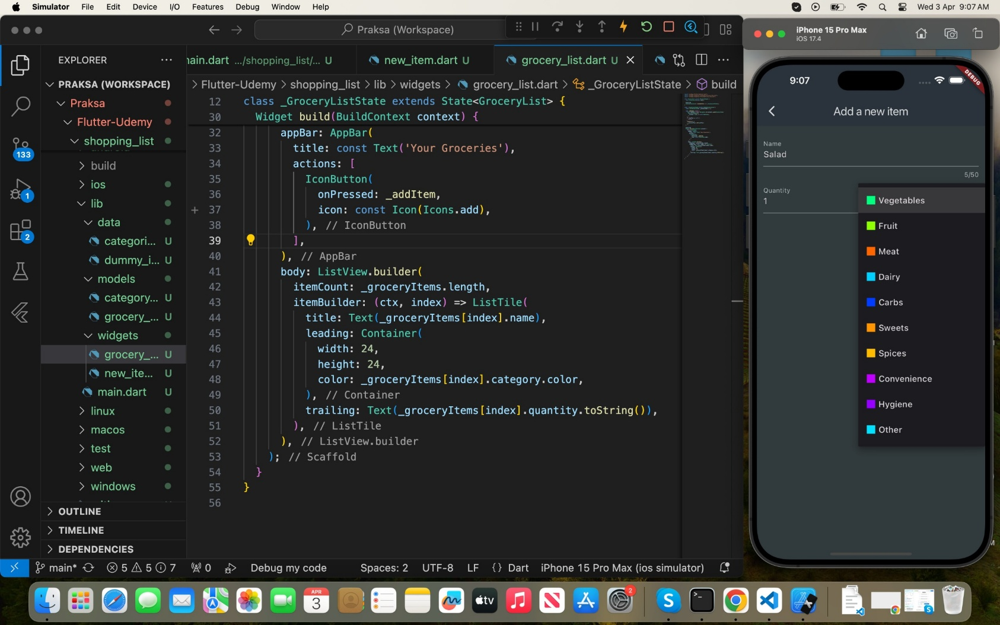 Simulator File Edit Device I/O Features Debug Window Help
Wed 3 Apr 9:07 AM
Praksa (Workspace)
EXPLORER
main.dart .../shopping_list/... U
new_item.dart U
grocery_list.dart U
Flutter-Udemy > shopping_list > lib > widgets > grocery_list.dart > _GroceryListState > build
PRAKSA (WORKSPACE)
Praksa
Flutter-Udemy
shopping_list
build
ios
lib
data
categori... U
dummy_i... U
models
category... U
grocery_... U
widgets
grocery_... U
new_ite... U
main.dart U
linux
macos
test
web
windows
OUTLINE
TIMELINE
DEPENDENCIES
133
1
2
12 class _GroceryListState extends State<GroceryList> {
30 Widget build(BuildContext context) {
32 appBar: AppBar(
33 title: const Text('Your Groceries'),
34 actions: [
35 IconButton(
36 onPressed: _addItem,
37 icon: const Icon(Icons.add),
38 ), // IconButton
39 ],
40 ), // AppBar
41 body: ListView.builder(
42 itemCount: _groceryItems.length,
43 itemBuilder: (ctx, index) => ListTile(
44 title: Text(_groceryItems[index].name),
45 leading: Container(
46 width: 24,
47 height: 24,
48 color: _groceryItems[index].category.color,
49 ), // Container
50 trailing: Text(_groceryItems[index].quantity.toString()),
51 ), // ListTile
52 ), // ListView.builder
53 ); // Scaffold
54 }
55 }
56
main* 5 5 7 0 Debug my code Spaces: 2 UTF-8 LF {} Dart iPhone 15 Pro Max (ios simulator)
iPhone 15 Pro Max
iOS 17.4
9:07
DEBUG
Add a new item
Name
Salad
5/50
Quantity
1
Vegetables
Fruit
Meat
Dairy
Carbs
Sweets
Spices
Convenience
Hygiene
Other
APR
3
tv
2